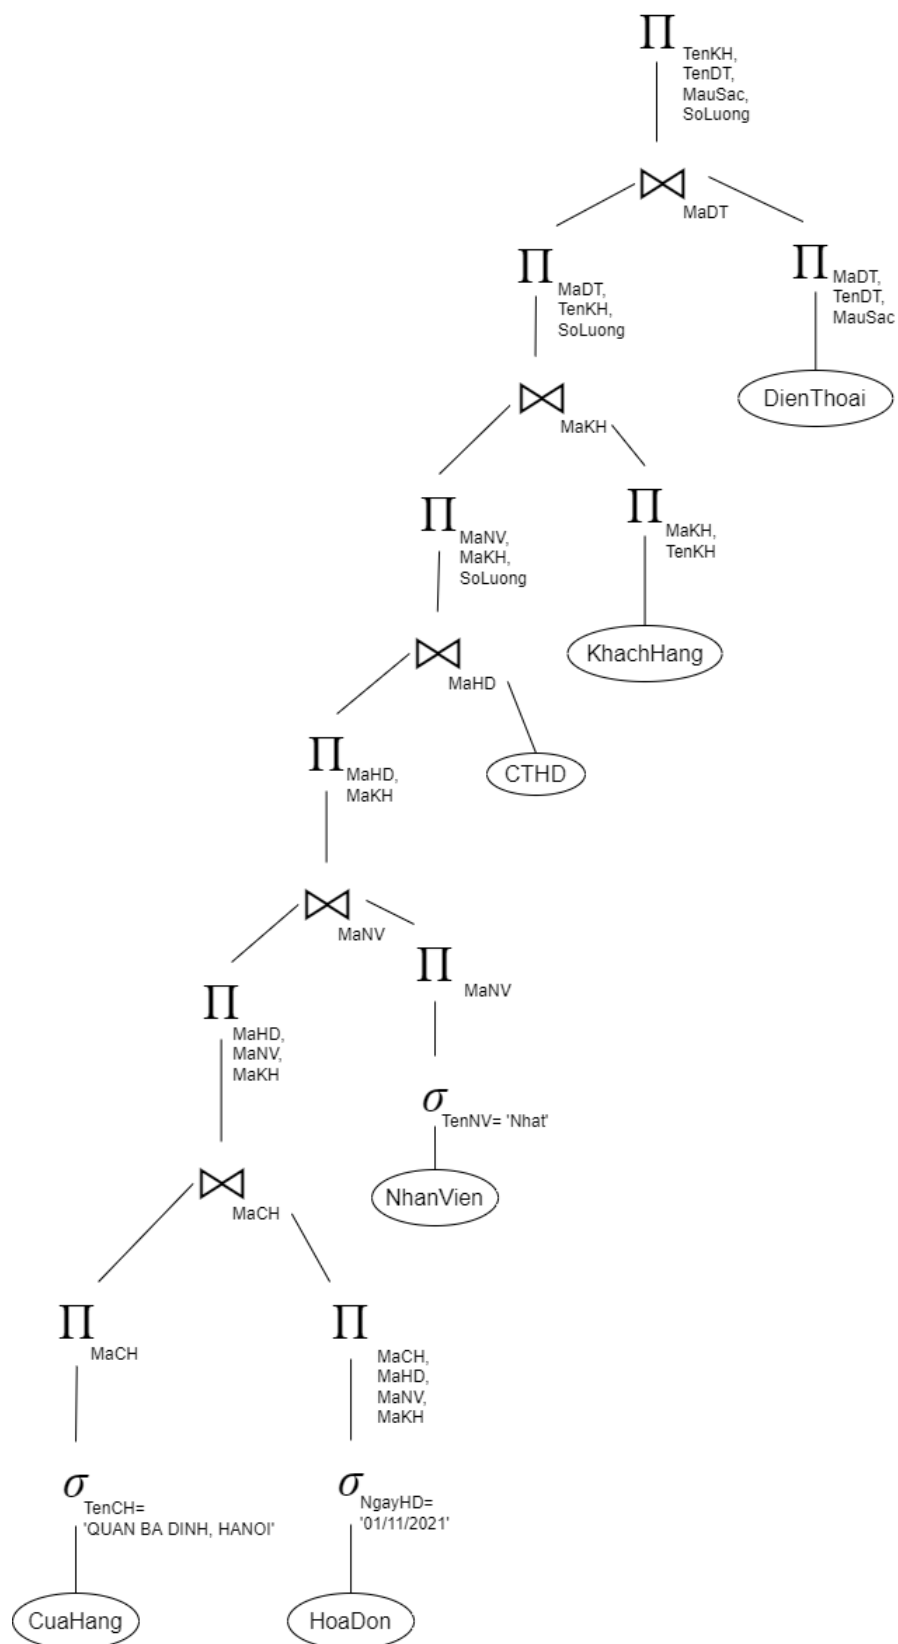 Π
TenKH,
TenDT,
MauSac,
SoLuong
⋈
MaDT
Π
MaDT,
TenKH,
SoLuong
Π
MaDT,
TenDT,
MauSac
DienThoai
⋈
MaKH
Π
MaNV,
MaKH,
SoLuong
Π
MaKH,
TenKH
KhachHang
⋈
MaHD
Π
MaHD,
MaKH
CTHD
⋈
MaNV
Π
MaHD,
MaNV,
MaKH
Π
MaNV
σ
TenNV= 'Nhat'
NhanVien
⋈
MaCH
Π
MaCH
Π
MaCH,
MaHD,
MaNV,
MaKH
σ
TenCH=
'QUAN BA DINH, HANOI'
σ
NgayHD=
'01/11/2021'
CuaHang
HoaDon